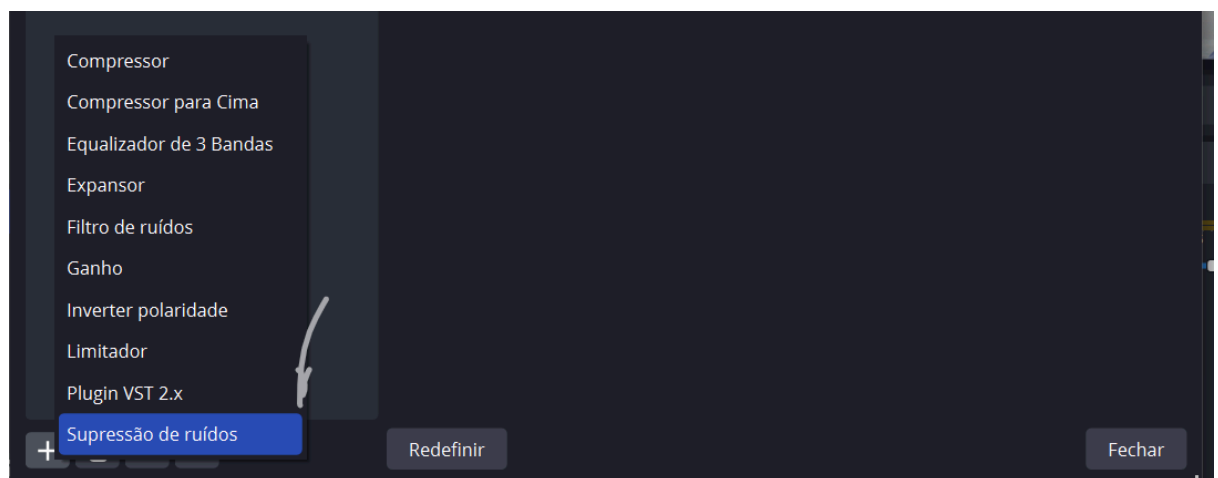 Compressor
Compressor para Cima
Equalizador de 3 Bandas
Expansor
Filtro de ruídos
Ganho
Inverter polaridade
Limitador
Plugin VST 2.x
Supressão de ruídos
Redefinir
Fechar